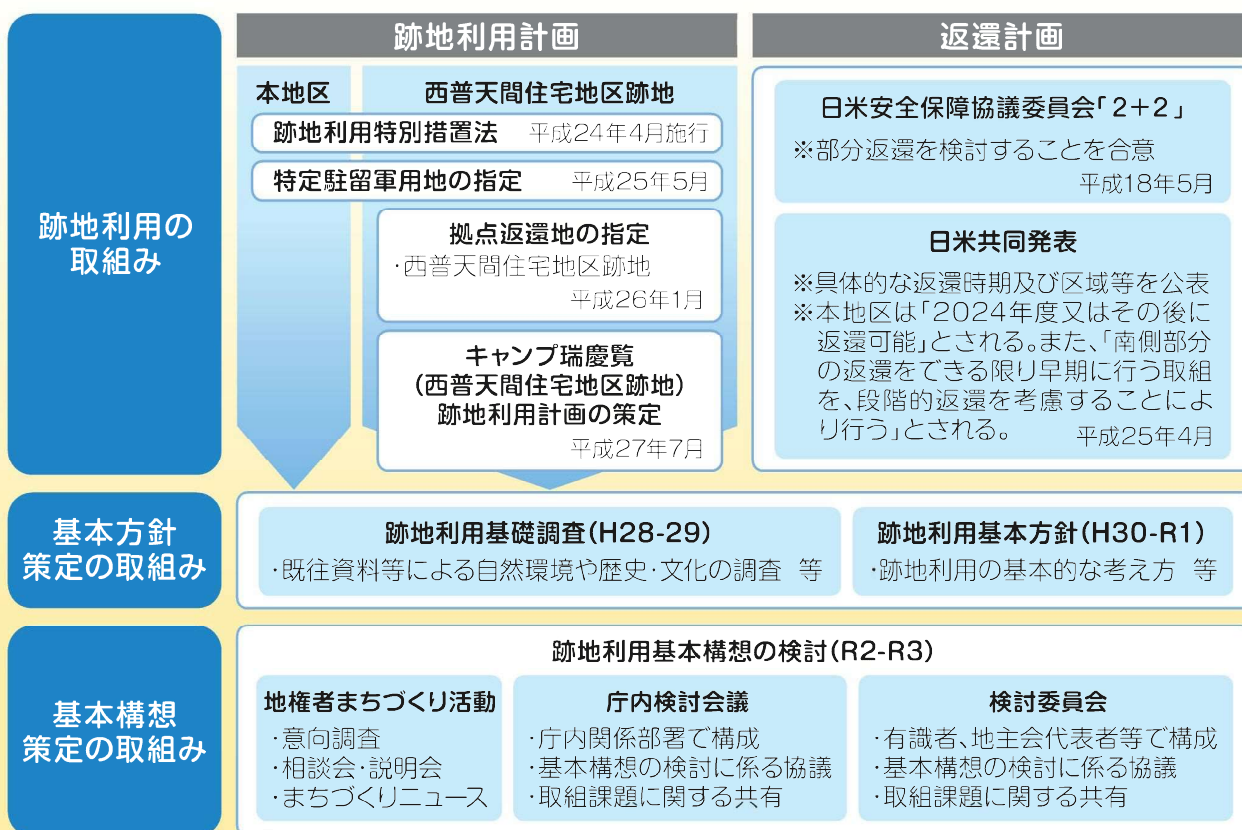 跡地利用計画
返還計画
跡地利用の
取組み
本地区
西普天間住宅地区跡地
跡地利用特別措置法 平成24年4月施行
特定駐留軍用地の指定 平成25年5月
拠点返還地の指定
・西普天間住宅地区跡地
平成26年1月
キャンプ瑞慶覧
(西普天間住宅地区跡地)
跡地利用計画の策定
平成27年7月
日米安全保障協議委員会「2+2」
※部分返還を検討することを合意
平成18年5月
日米共同発表
※具体的な返還時期及び区域等を公表
※本地区は「2024年度又はその後に
返還可能」とされる。また、「南側部分
の返還をできる限り早期に行う取組
を、段階的返還を考慮することによ
り行う」とされる。 平成25年4月
基本方針
策定の取組み
跡地利用基礎調査(H28-29)
・既往資料等による自然環境や歴史・文化の調査 等
跡地利用基本方針(H30-R1)
・跡地利用の基本的な考え方 等
基本構想
策定の取組み
跡地利用基本構想の検討(R2-R3)
地権者まちづくり活動
・意向調査
・相談会・説明会
・まちづくりニュース
庁内検討会議
・庁内関係部署で構成
・基本構想の検討に係る協議
・取組課題に関する共有
検討委員会
・有識者、地主会代表者等で構成
・基本構想の検討に係る協議
・取組課題に関する共有